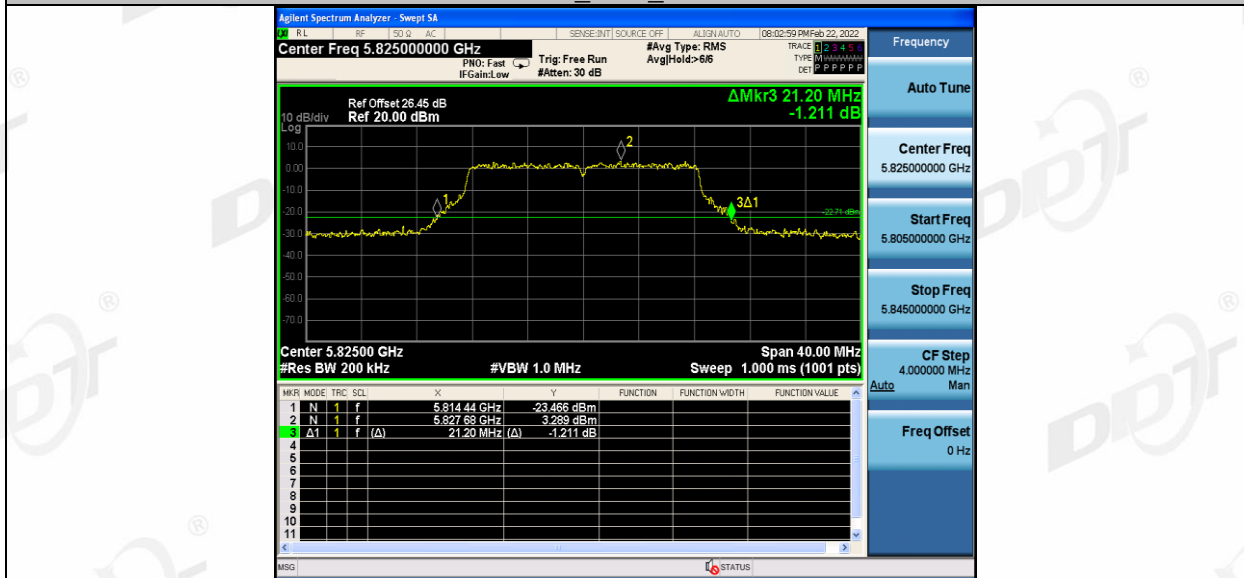 Agilent Spectrum Analyzer - Swept SA
RL RF 50 Ω AC SENSE:INT SOURCE OFF ALIGN AUTO 08:02:59 PM Feb 22, 2022
Center Freq 5.825000000 GHz
PNO: Fast
IFGain:Low
Trig: Free Run
#Atten: 30 dB
#Avg Type: RMS
Avg|Hold:>6/6
TRACE 1 2 3 4 5 6
TYPE M
DET P P P P P P
Frequency
ΔMkr3 21.20 MHz
-1.211 dB
Ref Offset 26.45 dB
10 dB/div Ref 20.00 dBm
Log
10.0
0.00
-10.0
-20.0
-30.0
-40.0
-50.0
-60.0
-70.0
1
2
3Δ1
-22.71 dBm
Center 5.82500 GHz Span 40.00 MHz
#Res BW 200 kHz #VBW 1.0 MHz Sweep 1.000 ms (1001 pts)
MKR MODE TRC SCL X Y FUNCTION FUNCTION WIDTH FUNCTION VALUE
1 N 1 f 5.814 44 GHz -23.466 dBm
2 N 1 f 5.827 68 GHz 3.289 dBm
3 Δ1 1 f (Δ) 21.20 MHz (Δ) -1.211 dB
4
5
6
7
8
9
10
11
MSG STATUS
Auto Tune
Center Freq
5.825000000 GHz
Start Freq
5.805000000 GHz
Stop Freq
5.845000000 GHz
CF Step
4.000000 MHz
Auto Man
Freq Offset
0 Hz
DDT
®